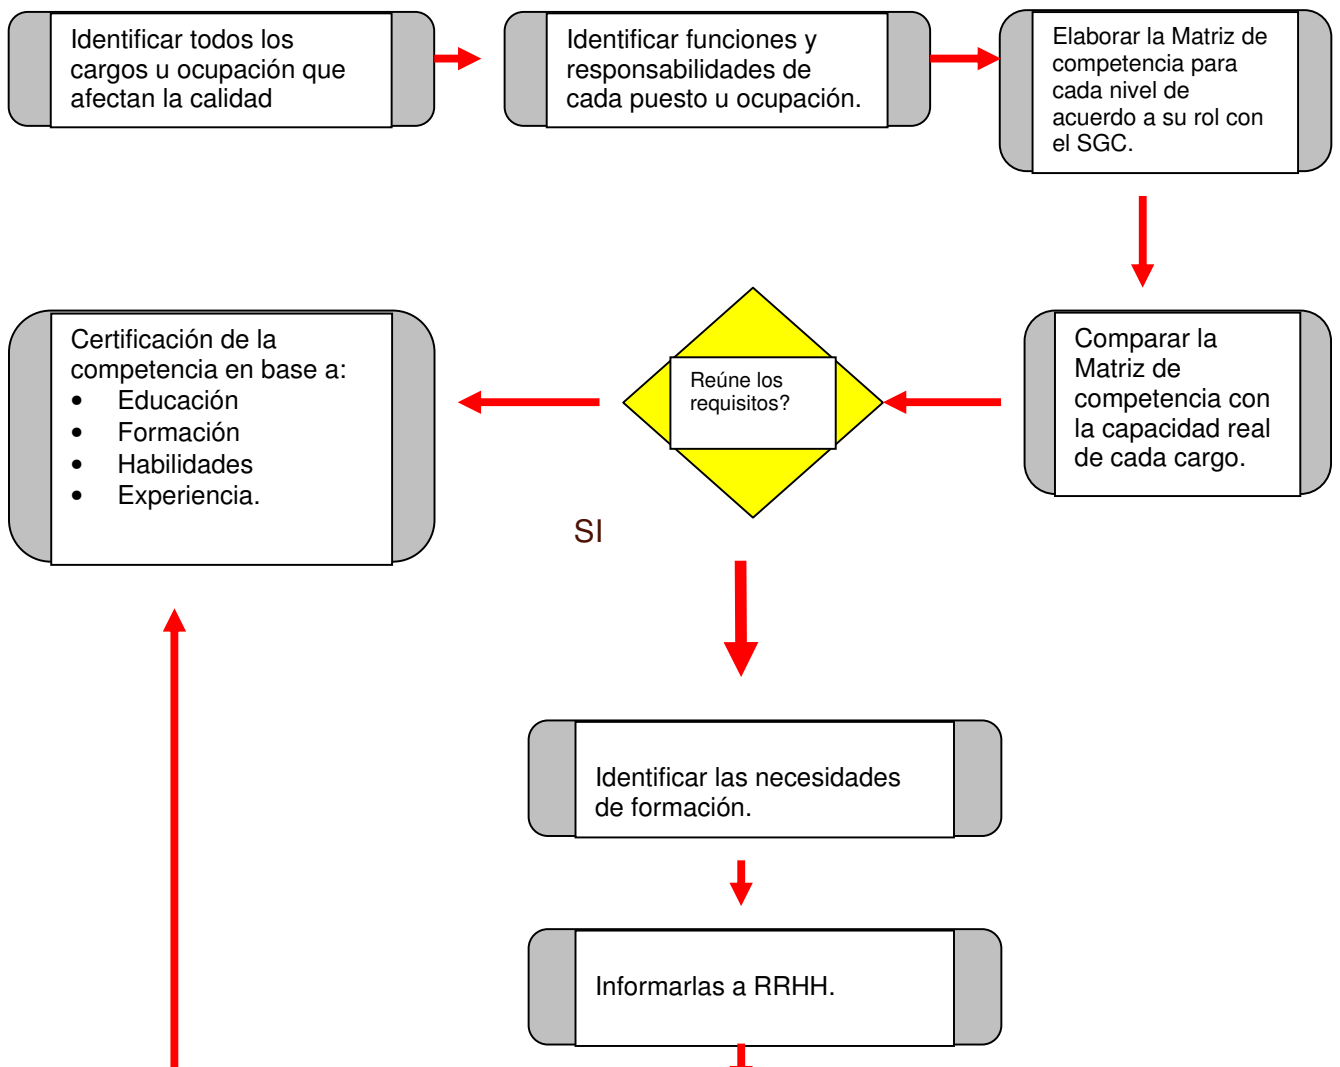 Identificar todos los
cargos u ocupación que
afectan la calidad
Identificar funciones y
responsabilidades de
cada puesto u ocupación.
Elaborar la Matriz de
competencia para
cada nivel de
acuerdo a su rol con
el SGC.
Certificación de la
competencia en base a:
• Educación
• Formación
• Habilidades
• Experiencia.
Reúne los
requisitos?
Comparar la
Matriz de
competencia con
la capacidad real
de cada cargo.
SI
Identificar las necesidades
de formación.
Informarlas a RRHH.